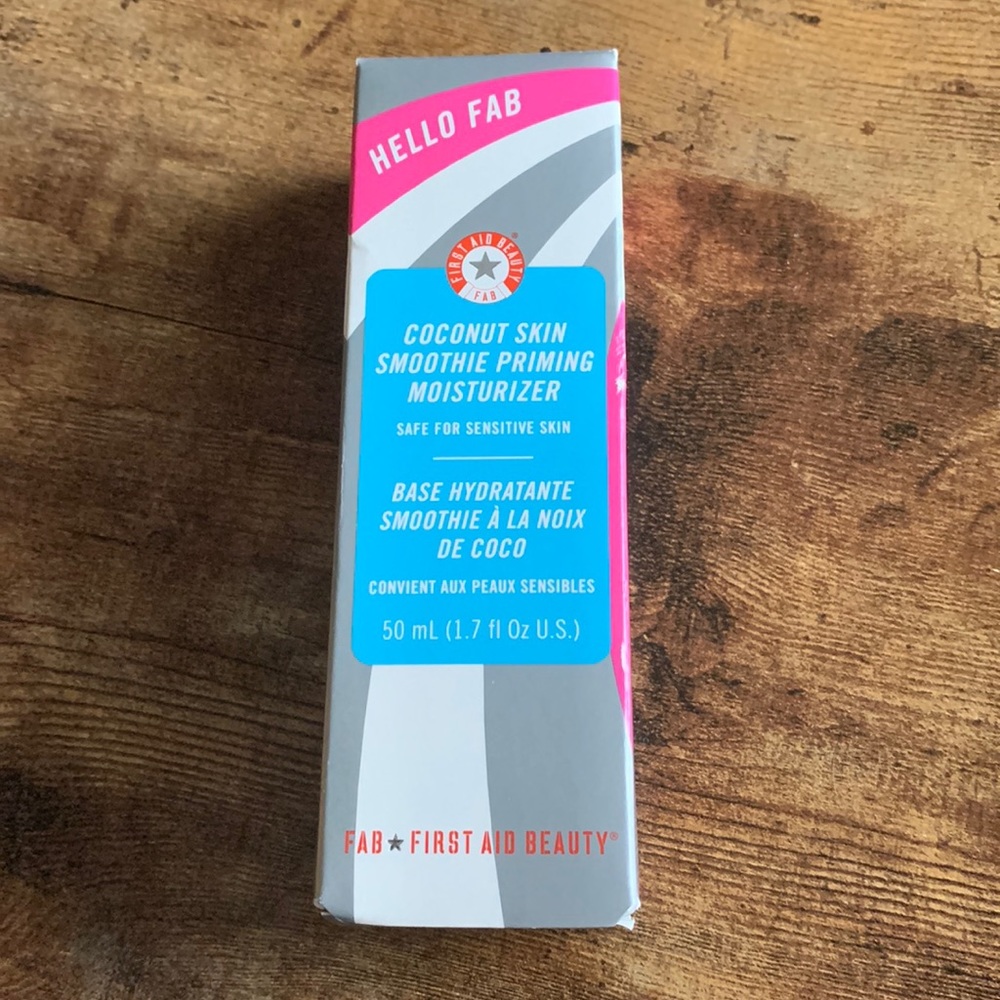 HELLO FAB
FIRST AID BEAUTY®
FAB
COCONUT SKIN
SMOOTHIE PRIMING
MOISTURIZER
SAFE FOR SENSITIVE SKIN
BASE HYDRATANTE
SMOOTHIE À LA NOIX
DE COCO
CONVIENT AUX PEAUX SENSIBLES
50 mL (1.7 fl Oz U.S.)
FAB★FIRST AID BEAUTY®